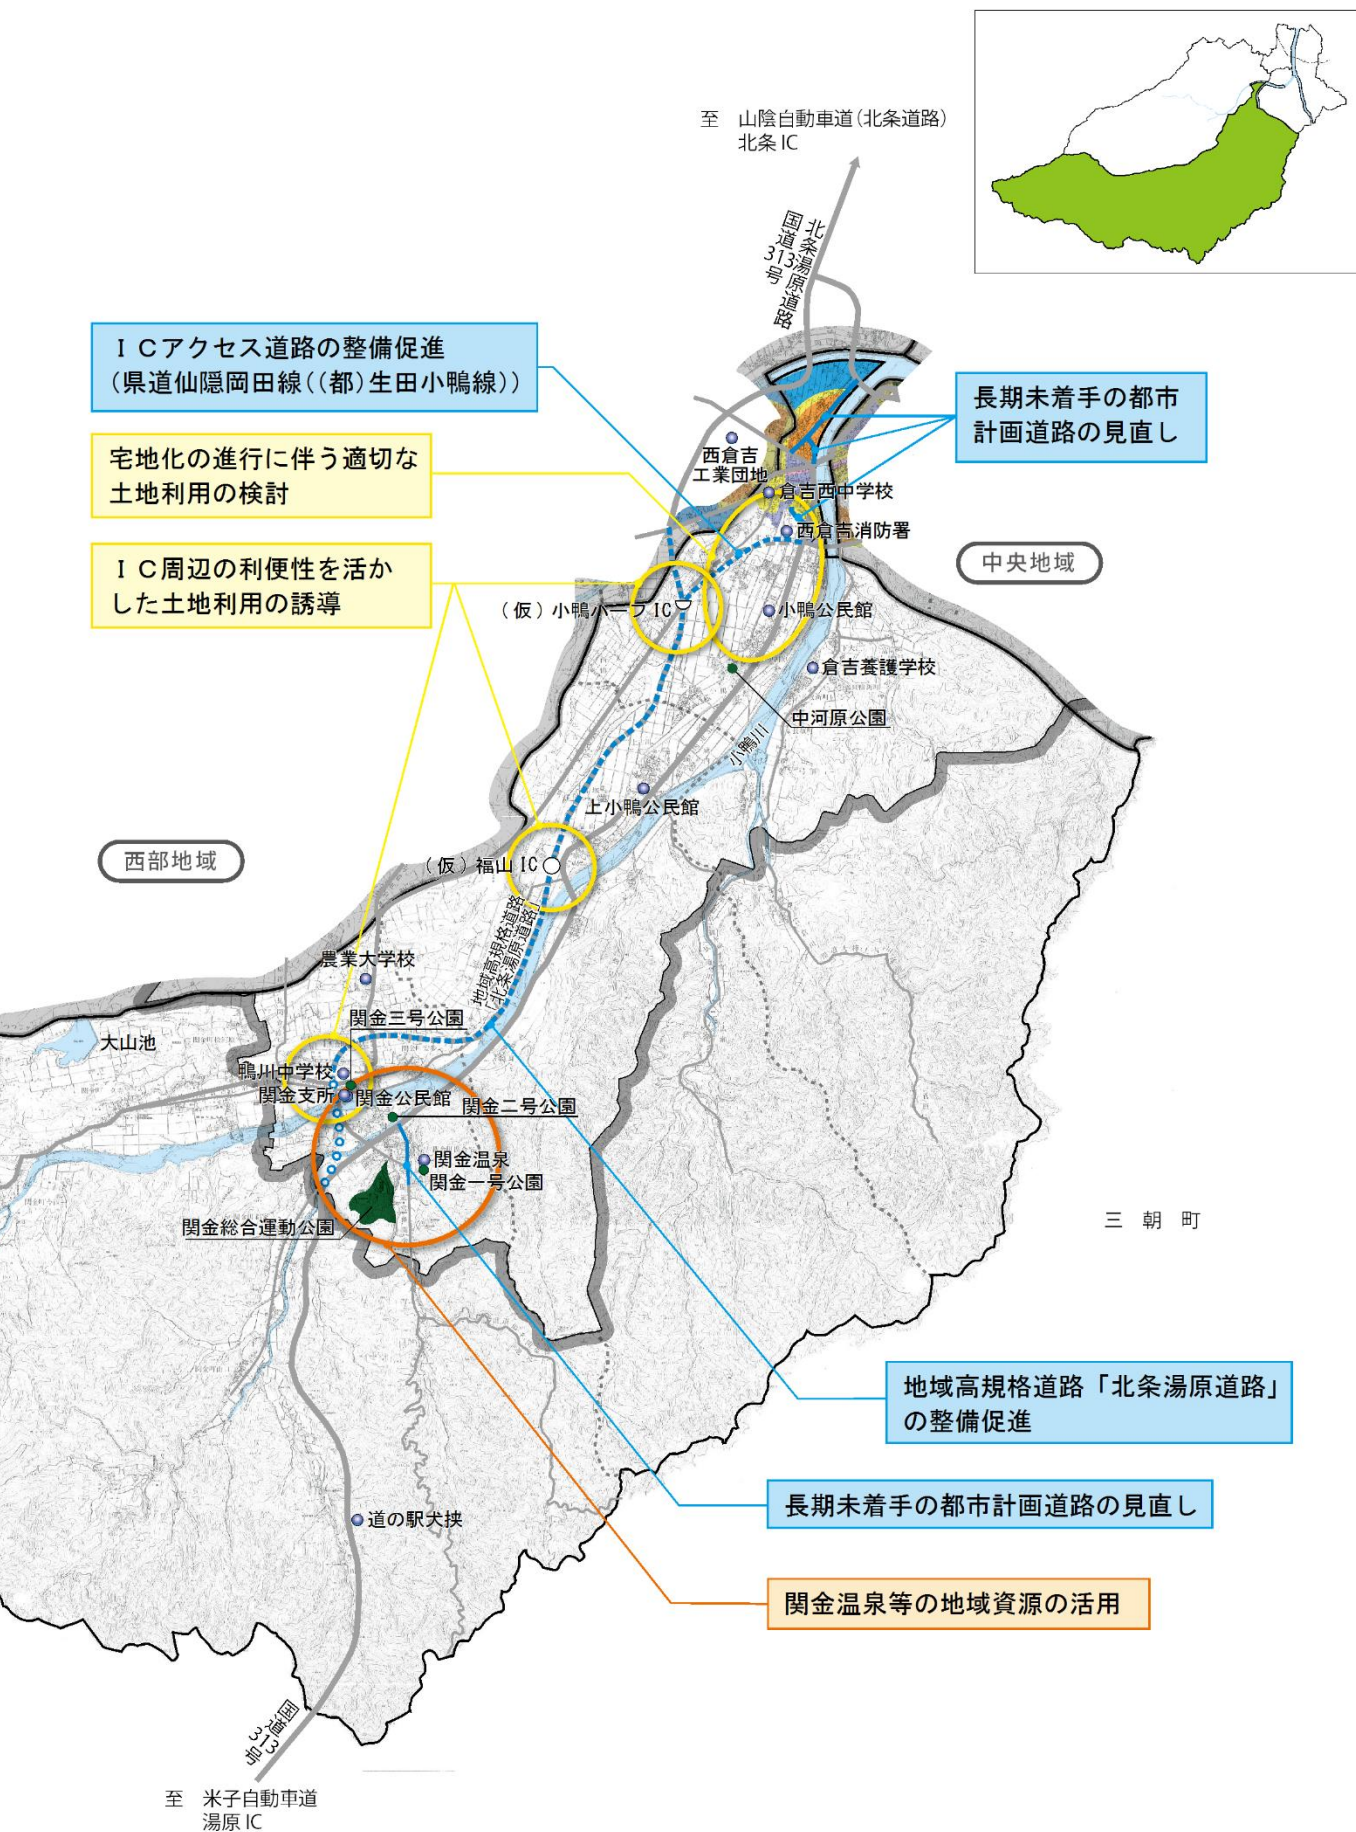 至 山陰自動車道(北条道路)
北条 IC
北条湯原道路
国道313号
ＩＣアクセス道路の整備促進
(県道仙隠岡田線((都)生田小鴨線))
長期未着手の都市
計画道路の見直し
宅地化の進行に伴う適切な
土地利用の検討
西倉吉
工業団地
倉吉西中学校
西倉吉消防署
中央地域
ＩＣ周辺の利便性を活か
した土地利用の誘導
(仮)小鴨ハーフ IC
小鴨公民館
倉吉養護学校
中河原公園
小鴨川
上小鴨公民館
西部地域
(仮)福山 IC
地域高規格道路
「北条湯原道路」
農業大学校
関金三号公園
大山池
鴨川中学校
関金支所
関金公民館
関金二号公園
関金温泉
関金一号公園
関金総合運動公園
三 朝 町
地域高規格道路「北条湯原道路」
の整備促進
長期未着手の都市計画道路の見直し
道の駅犬挟
関金温泉等の地域資源の活用
国道313号
至 米子自動車道
湯原 IC